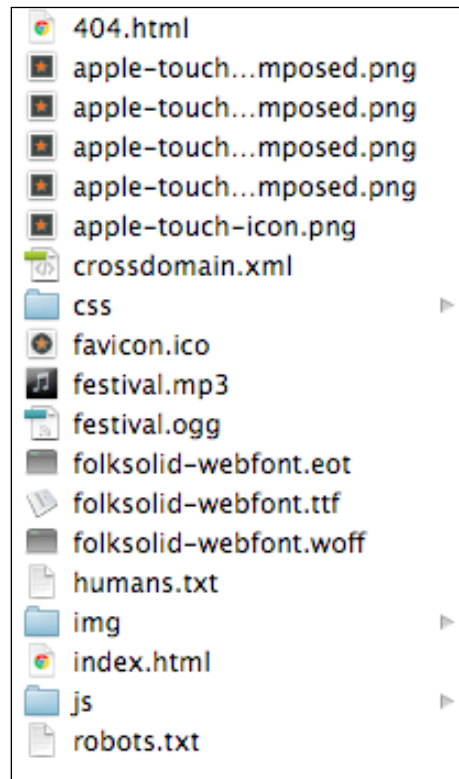 404.html
apple-touch...mposed.png
apple-touch...mposed.png
apple-touch...mposed.png
apple-touch...mposed.png
apple-touch-icon.png
crossdomain.xml
css
favicon.ico
festival.mp3
festival.ogg
folksolid-webfont.eot
folksolid-webfont.ttf
folksolid-webfont.woff
humans.txt
img
index.html
js
robots.txt